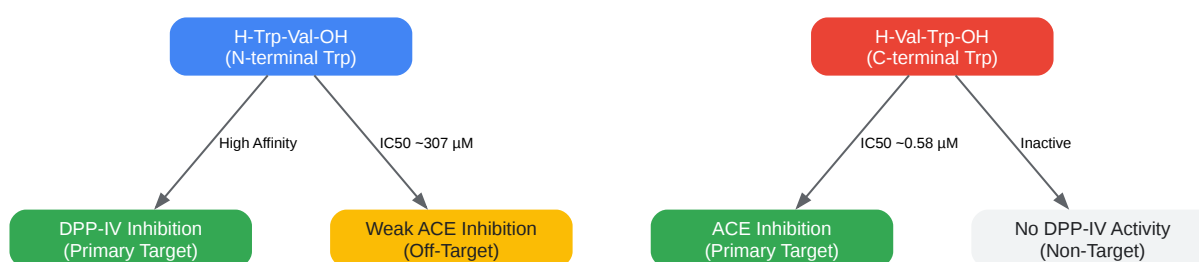 H-Trp-Val-OH
(N-terminal Trp)
H-Val-Trp-OH
(C-terminal Trp)
High Affinity
IC50 ~307 µM
IC50 ~0.58 µM
Inactive
DPP-IV Inhibition
(Primary Target)
Weak ACE Inhibition
(Off-Target)
ACE Inhibition
(Primary Target)
No DPP-IV Activity
(Non-Target)